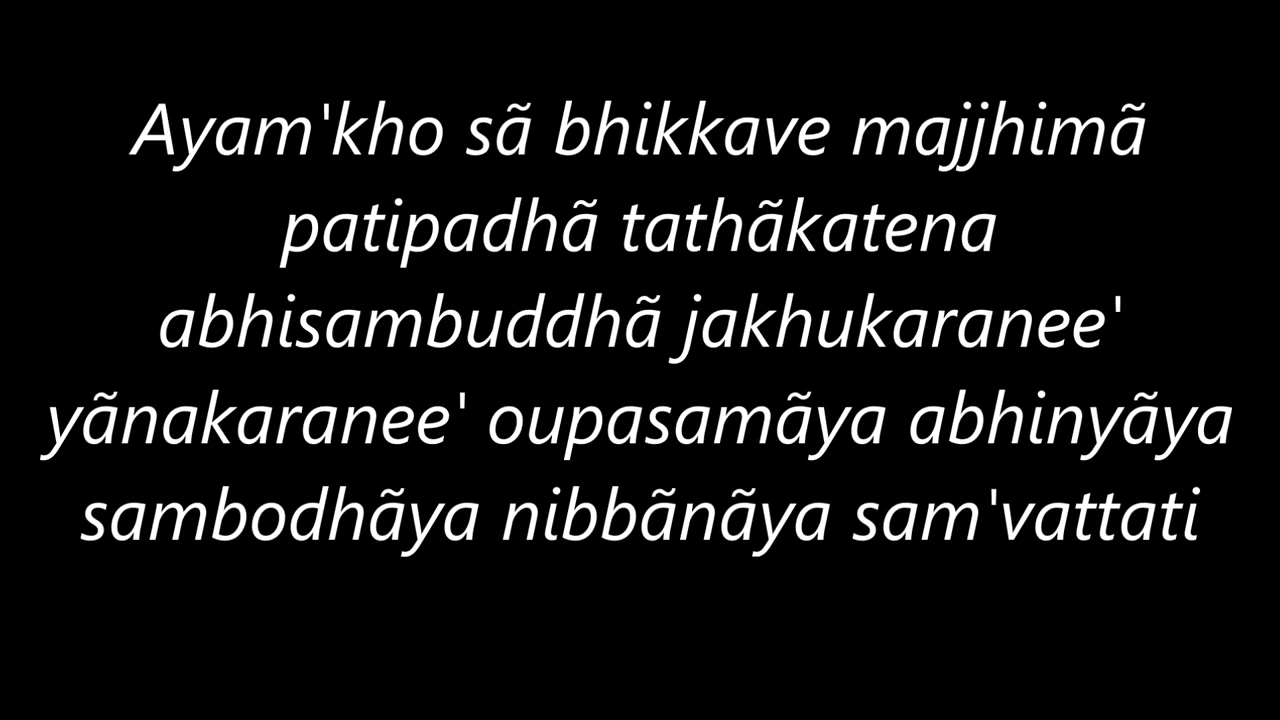 Ayam'kho sã bhikkave majjhimã
patipadhã tathãkatena
abhisambuddhã jakhukaranee'
yãnakaranee' oupasamãya abhinyãya
sambodhãya nibbãnãya sam'vattati